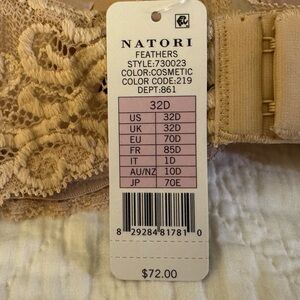 NATORI
FEATHERS
STYLE:730023
COLOR:COSMETIC
COLOR CODE:219
DEPT:861
32D
US 32D
UK 32D
EU 70D
FR 85D
IT 1D
AU/NZ 10D
JP 70E
8 29284 81781 0
$72.00